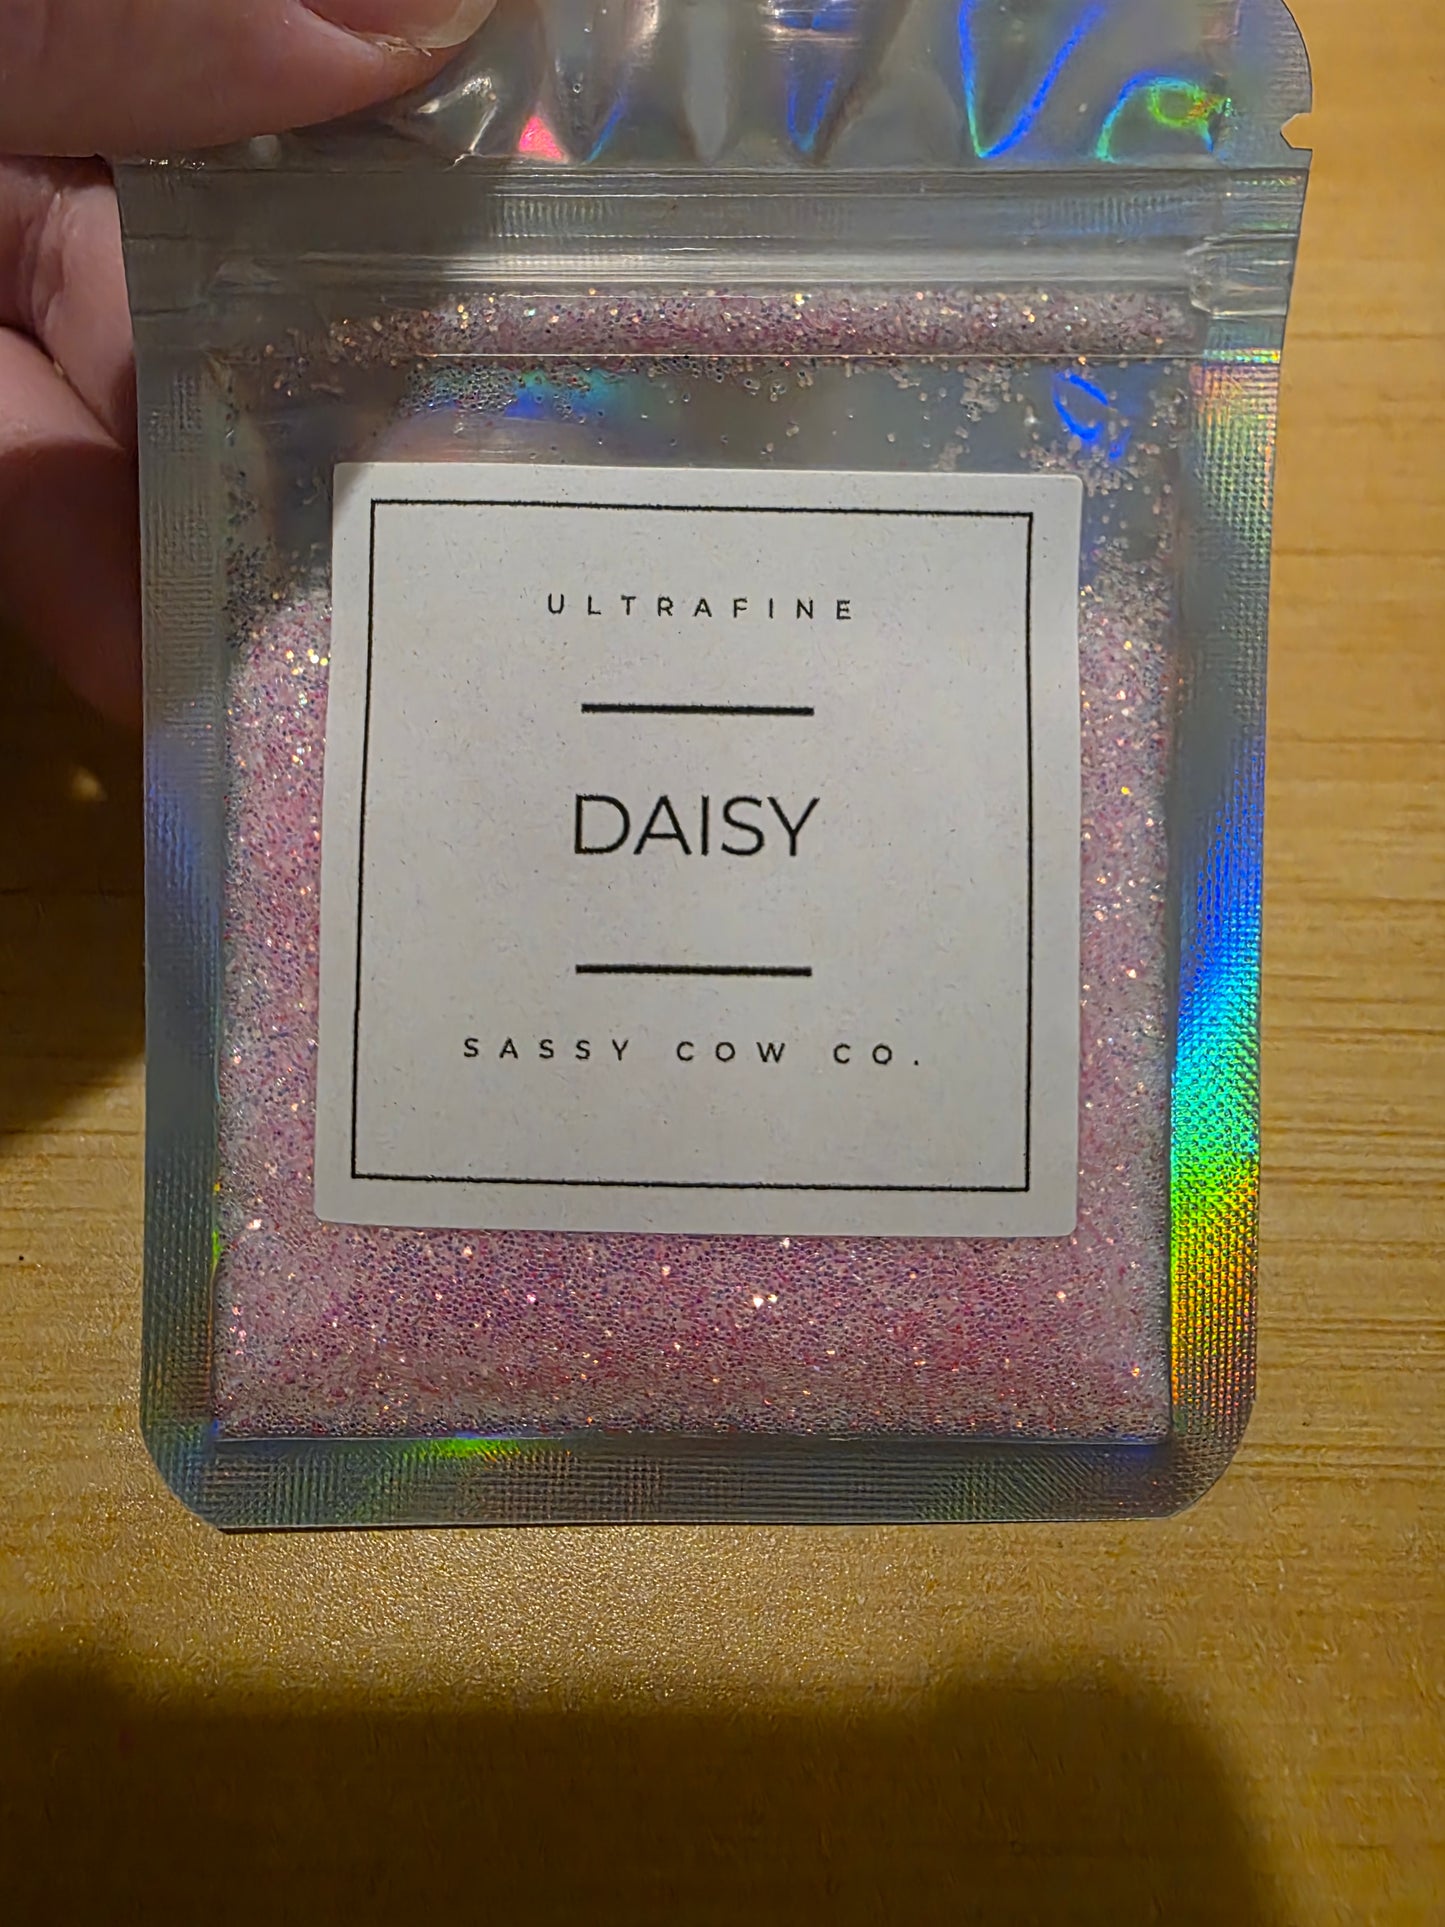 ULTRAFINE
DAISY
SASSY COW CO.